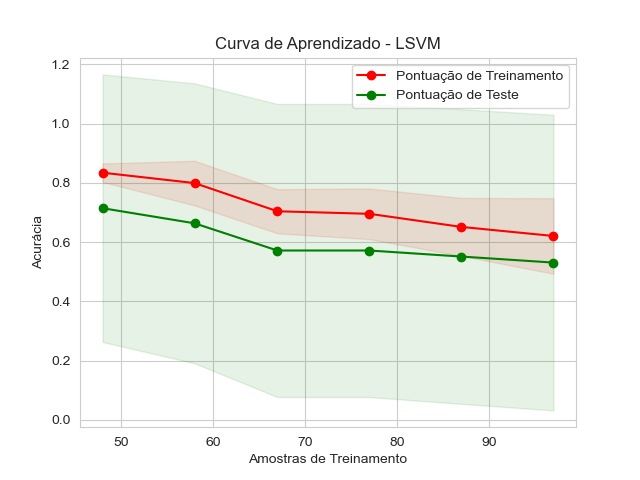 Curva de Aprendizado - LSVM
Pontuação de Treinamento
Pontuação de Teste
Acurácia
1.2
1.0
0.8
0.6
0.4
0.2
0.0
50
60
70
80
90
Amostras de Treinamento